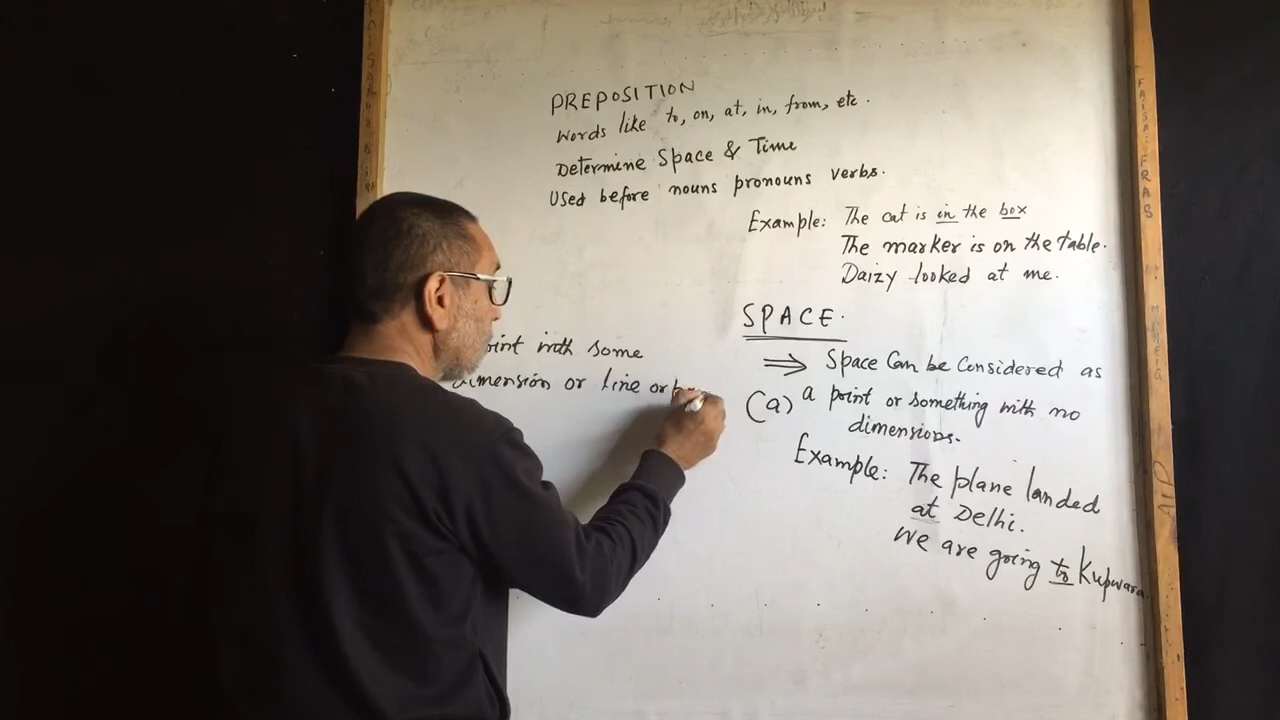 PREPOSITION
Words like to, on, at, in, from, etc.
Determine Space & Time
Used before nouns pronouns verbs.
Example: The cat is in the box
The marker is on the table.
Daizy looked at me.
SPACE.
⇒ Space Can be Considered as
(a) a point or something with no
dimensions.
Example: The plane landed
at Delhi.
We are going to Kupwara.
with some
dimension or line or